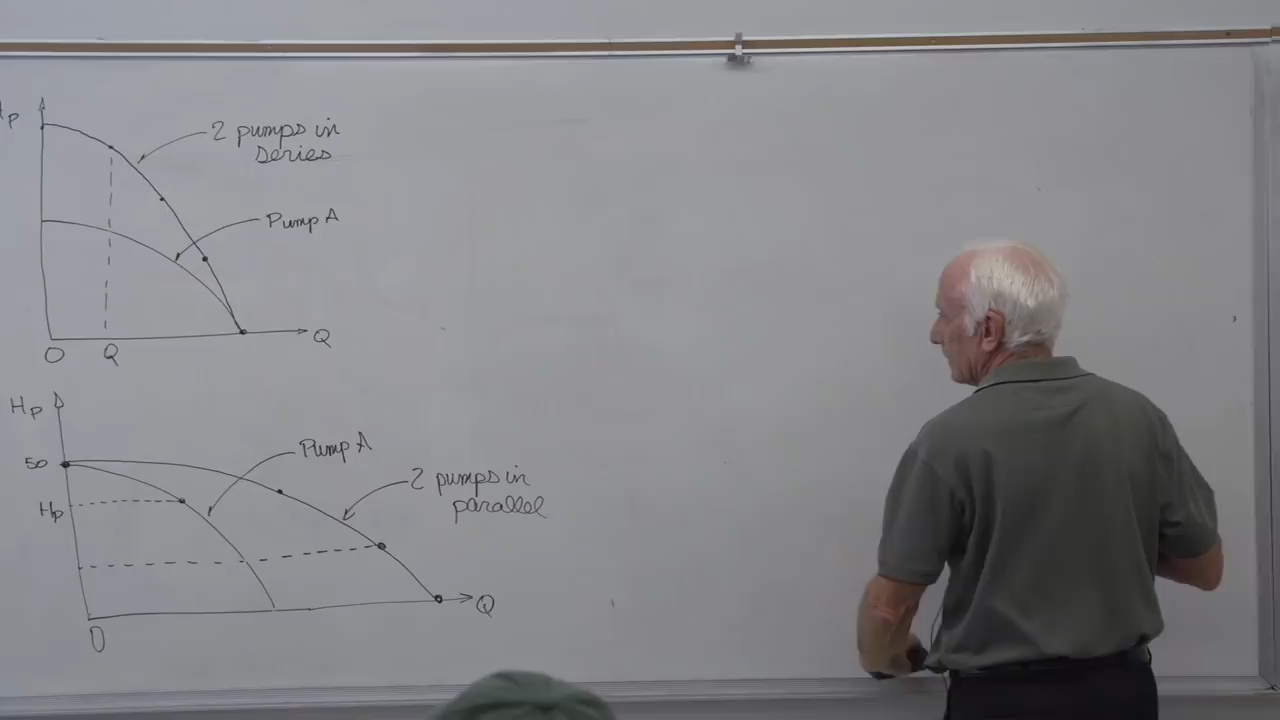 Hp
2 pumps in
series
Pump A
Q
O
Q
Hp
50
Pump A
2 pumps in
parallel
Hp
Q
O